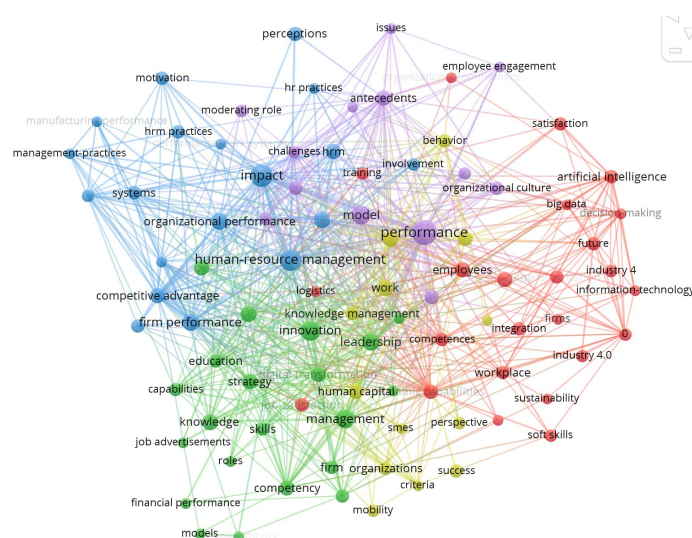 issues
perceptions
employee engagement
motivation
hr practices
antecedents
moderating role
manufacturing performance
satisfaction
hrm practices
behavior
management-practices
challenges
hrm
involvement
training
impact
artificial intelligence
organizational culture
systems
big data
decision-making
model
organizational performance
performance
future
human-resource management
employees
industry 4
information-technology
logistics
work
competitive advantage
knowledge management
firms
firm performance
innovation
integration
0
leadership
competences
industry 4.0
education
digital transformation
workplace
strategy
capabilities
human capital
sustainability
management
knowledge
skills
smes
perspective
job advertisements
soft skills
roles
firm
organizations
success
competency
criteria
financial performance
mobility
models